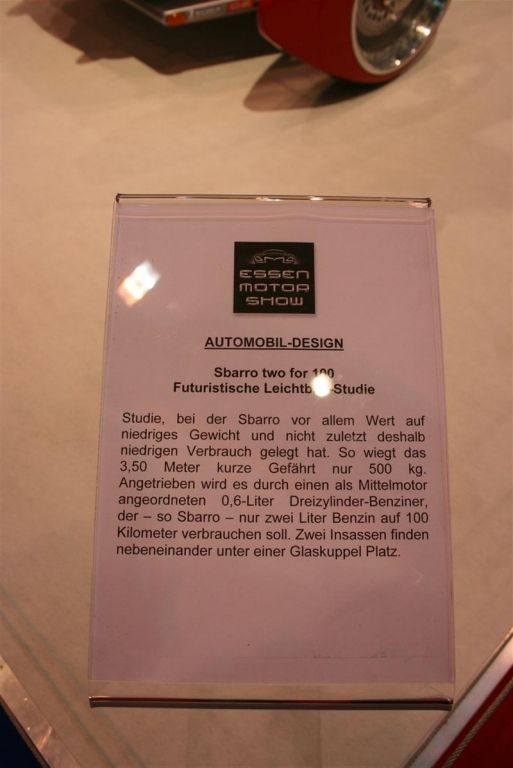 ESSEN
MOTOR
SHOW
AUTOMOBIL-DESIGN
Sbarro two for 100
Futuristische Leichtbau-Studie
Studie, bei der Sbarro vor allem Wert auf
niedriges Gewicht und nicht zuletzt deshalb
niedrigen Verbrauch gelegt hat. So wiegt das
3,50 Meter kurze Gefährt nur 500 kg.
Angetrieben wird es durch einen als Mittelmotor
angeordneten 0,6-Liter Dreizylinder-Benziner,
der – so Sbarro – nur zwei Liter Benzin auf 100
Kilometer verbrauchen soll. Zwei Insassen finden
nebeneinander unter einer Glaskuppel Platz.